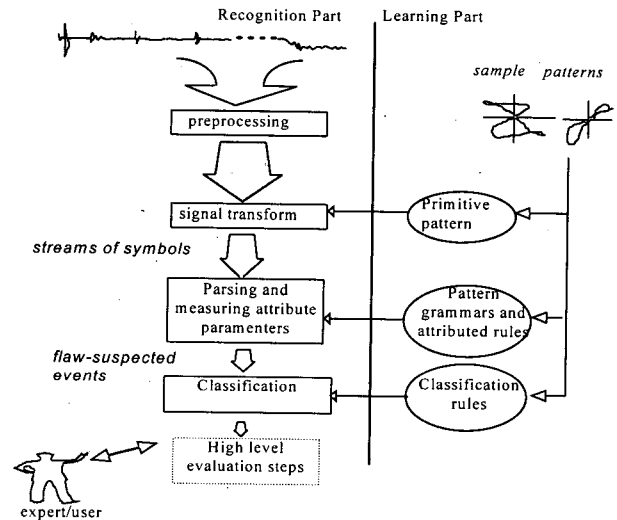 Recognition Part
Learning Part
sample patterns
preprocessing
signal transform
Primitive
pattern
streams of symbols
Parsing and
measuring attribute
paramenters
Pattern
grammars and
attributed rules
flaw-suspected
events
Classification
Classification
rules
High level
evaluation steps
expert/user